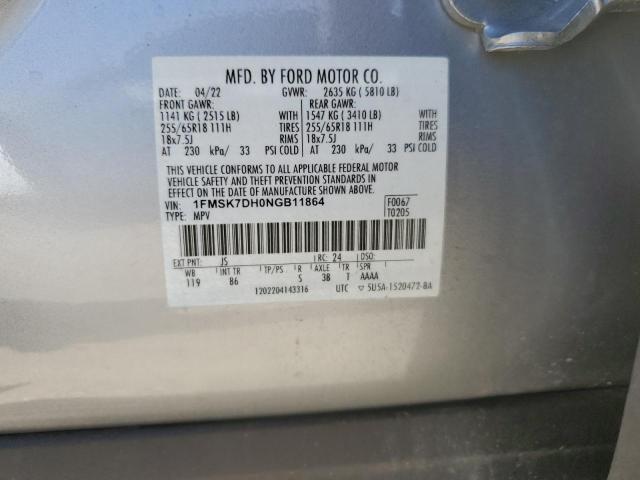 MFD. BY FORD MOTOR CO.
DATE: 04/22 GVWR: 2635 KG ( 5810 LB)
FRONT GAWR: REAR GAWR:
1141 KG ( 2515 LB) WITH 1547 KG ( 3410 LB) WITH
255/65R18 111H TIRES 255/65R18 111H TIRES
18x7.5J RIMS 18x7.5J RIMS
AT 230 kPa/ 33 PSI COLD AT 230 kPa/ 33 PSI COLD
THIS VEHICLE CONFORMS TO ALL APPLICABLE FEDERAL MOTOR
VEHICLE SAFETY AND THEFT PREVENTION STANDARDS IN
EFFECT ON THE DATE OF MANUFACTURE SHOWN ABOVE.
VIN: 1FMSK7DH0NGB11864 F0067
TYPE: MPV T0205
EXT PNT: JS RC: 24 DSO:
WB INT TR TP/PS R AXLE TR SPR
119 86 S 3B T AAAA
1202204143316 UTC ▽ 5U5A-1520472-BA